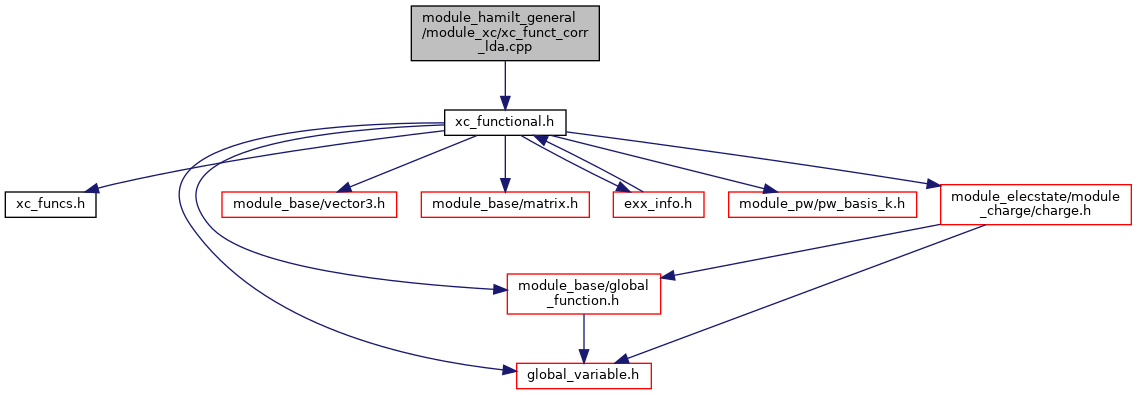 module_hamilt_general
/module_xc/xc_funct_corr
_lda.cpp
xc_functional.h
xc_funcs.h
module_base/vector3.h
module_base/matrix.h
exx_info.h
module_pw/pw_basis_k.h
module_elecstate/module
_charge/charge.h
module_base/global
_function.h
global_variable.h